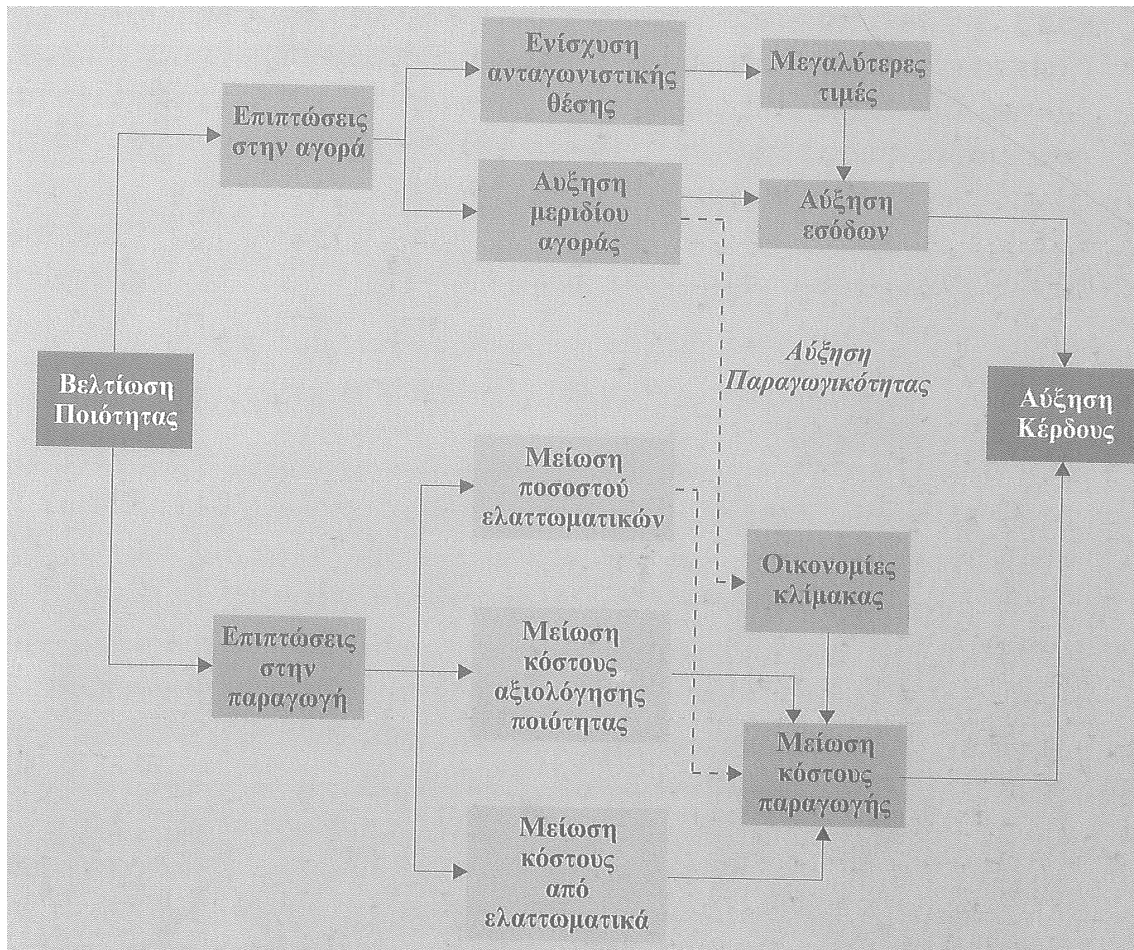 Ενίσχυση
ανταγωνιστικής
θέσης
Μεγαλύτερες
τιμές
Επιπτώσεις
στην αγορά
Αυξηση
μεριδίου
αγοράς
Αύξηση
εσόδων
Αύξηση
Παραγωγικότητας
Βελτίωση
Ποιότητας
Αύξηση
Κέρδους
Μείωση
ποσοστού
ελαττωματικών
Οικονομίες
κλίμακας
Επιπτώσεις
στην
παραγωγή
Μείωση
κόστους
αξιολόγησης
ποιότητας
Μείωση
κόστους
παραγωγής
Μείωση
κόστους
από
ελαττωματικά